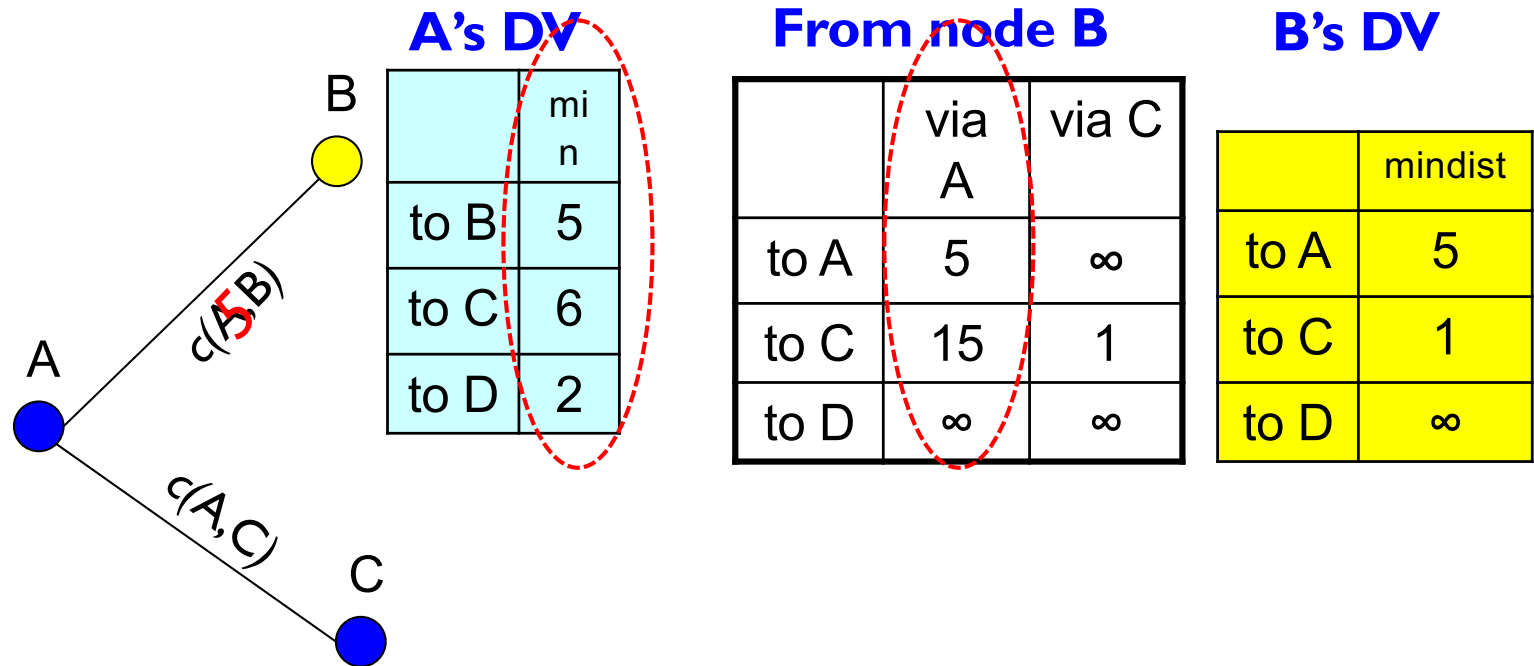 A's DV
From node B
B's DV
B
A
C
c(A,B)
5
c(A,C)
mi
n
to B 5
to C 6
to D 2
via
A
via C
to A 5 ∞
to C 15 1
to D ∞ ∞
mindist
to A 5
to C 1
to D ∞